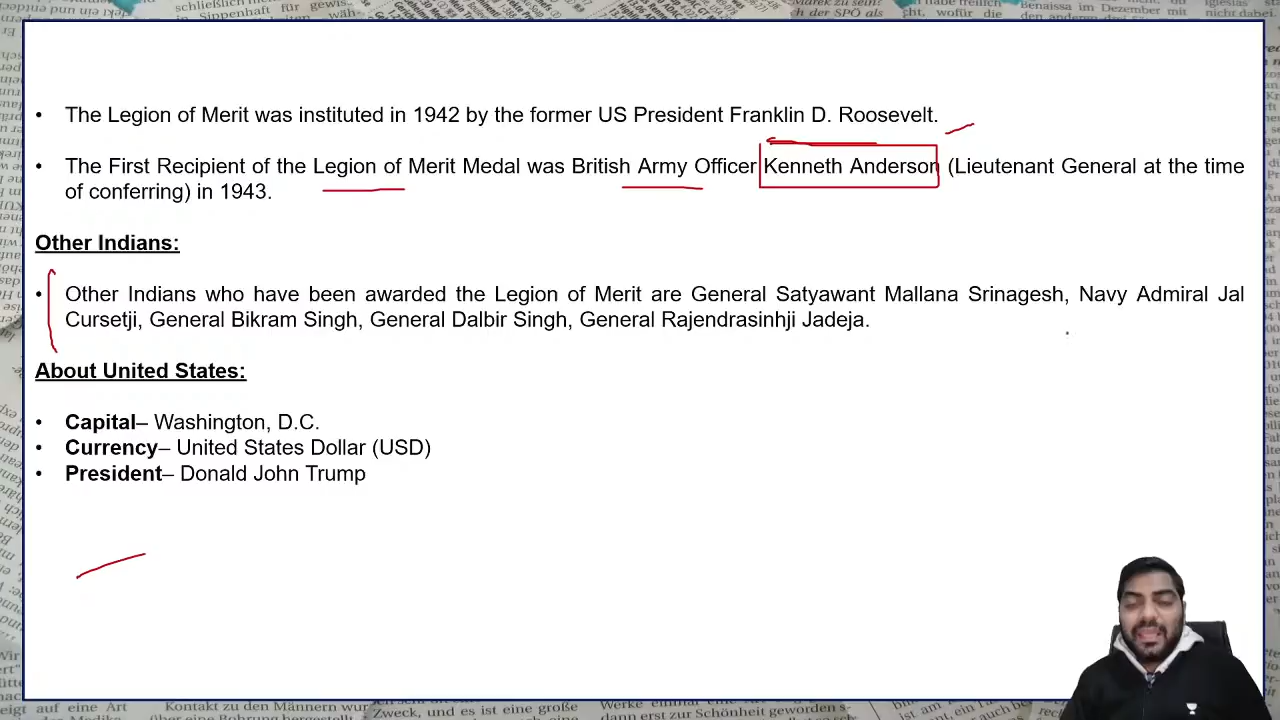 • The Legion of Merit was instituted in 1942 by the former US President Franklin D. Roosevelt.
• The First Recipient of the Legion of Merit Medal was British Army Officer Kenneth Anderson (Lieutenant General at the time
of conferring) in 1943.
Other Indians:
• Other Indians who have been awarded the Legion of Merit are General Satyawant Mallana Srinagesh, Navy Admiral Jal
Cursetji, General Bikram Singh, General Dalbir Singh, General Rajendrasinhji Jadeja.
About United States:
• Capital– Washington, D.C.
• Currency– United States Dollar (USD)
• President– Donald John Trump